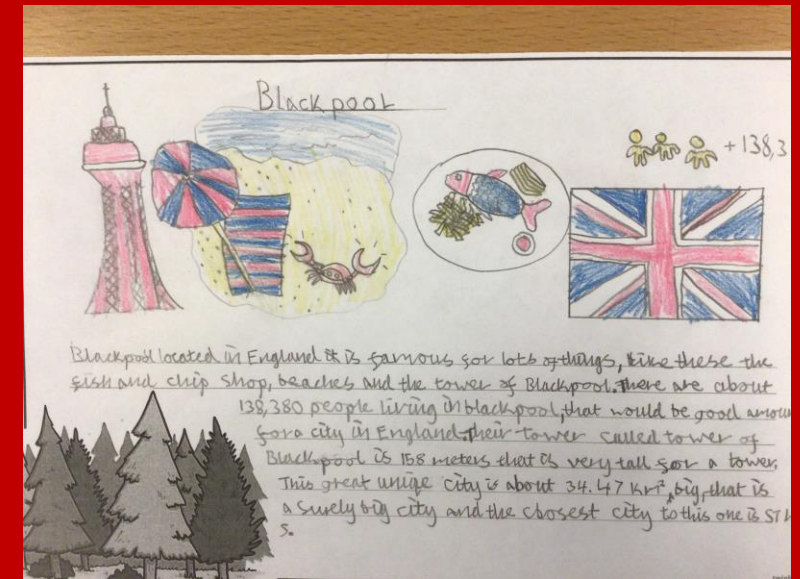 Blackpool
+138,3
Blackpool located in England it is famous for lots of things, like these the
fish and chip shop, beaches and the tower of Blackpool. There are about
138,380 people living in blackpool, that would be good amou
for a city in England. Their tower called tower of
Blackpool is 158 meters that is very tall for a tower.
This great uniqe city is about 34.47 km², big, that is
a surely big city and the closest city to this one is ST
s.